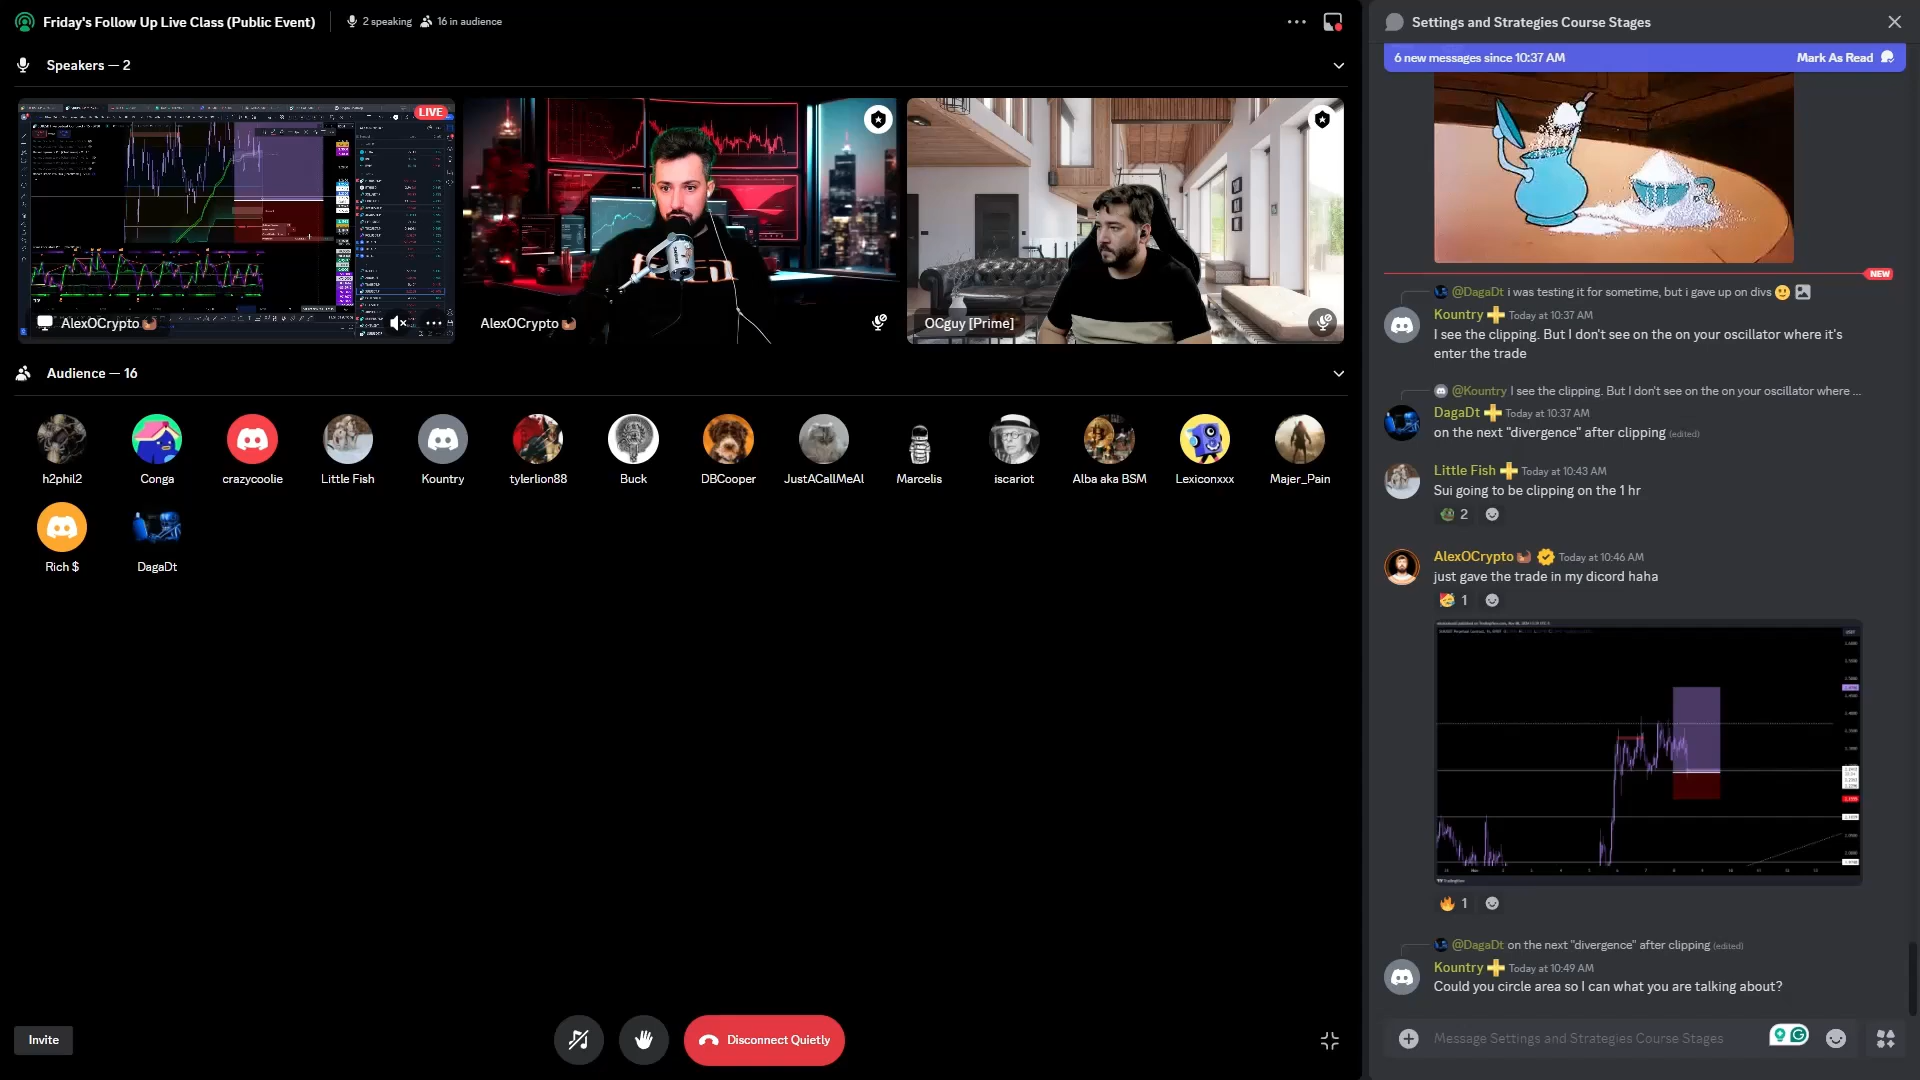 Friday's Follow Up Live Class (Public Event)
2 speaking
16 in audience
Speakers — 2
LIVE
AlexOCrypto
AlexOCrypto
OCguy [Prime]
Audience — 16
h2phil2
Conga
crazycoolie
Little Fish
Kountry
tylerlion88
Buck
DBCooper
JustACallMeAl
Marcelis
iscariot
Alba aka BSM
Lexiconxxx
Majer_Pain
Rich $
DagaDt
Invite
Disconnect Quietly
Settings and Strategies Course Stages
6 new messages since 10:37 AM
Mark As Read
NEW
@DagaDt i was testing it for sometime, but i gave up on divs
Kountry Today at 10:37 AM
I see the clipping. But I don't see on the on your oscillator where it's
enter the trade
@Kountry I see the clipping. But I don't see on the on your oscillator where ...
DagaDt Today at 10:37 AM
on the next "divergence" after clipping (edited)
Little Fish Today at 10:43 AM
Sui going to be clipping on the 1 hr
2
AlexOCrypto Today at 10:46 AM
just gave the trade in my dicord haha
1
1
@DagaDt on the next "divergence" after clipping (edited)
Kountry Today at 10:49 AM
Could you circle area so I can what you are talking about?
Message Settings and Strategies Course Stages